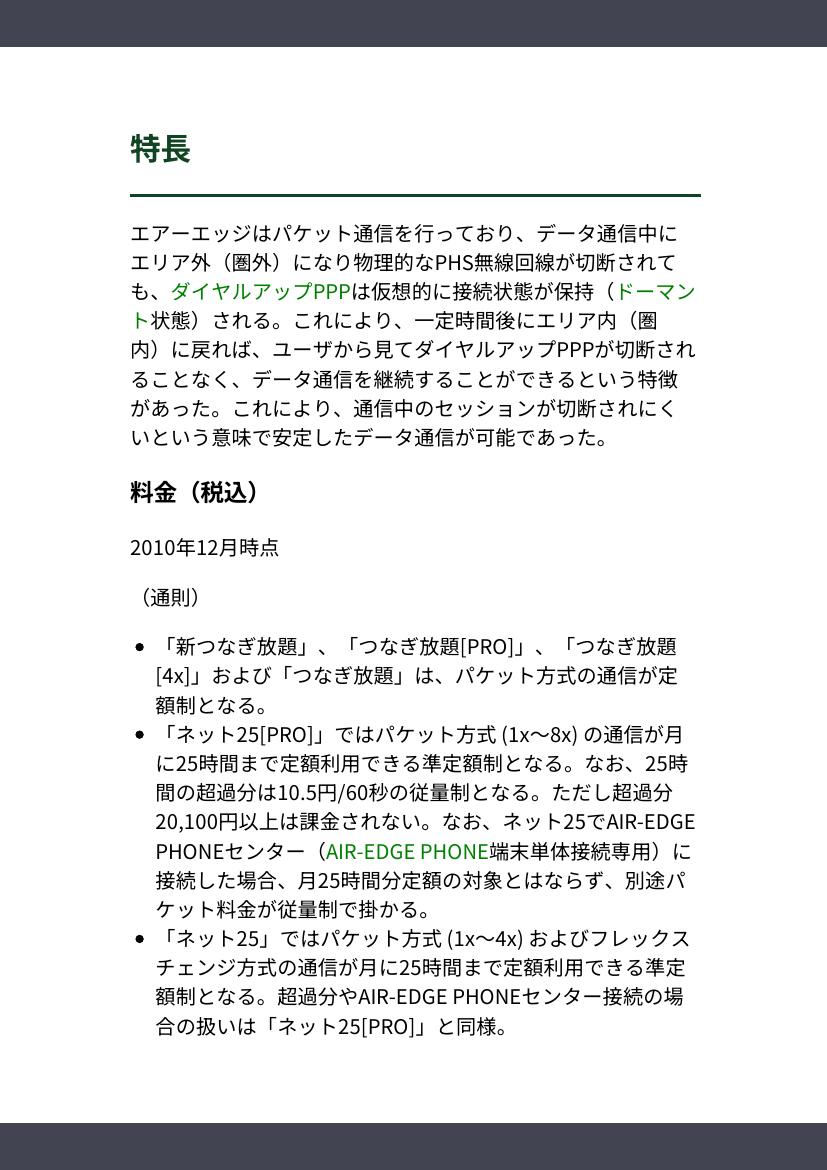 特長
エアーエッジはパケット通信を行っており、データ通信中に
エリア外（圏外）になり物理的なPHS無線回線が切断されて
も、ダイヤルアップPPPは仮想的に接続状態が保持（ドーマン
ト状態）される。これにより、一定時間後にエリア内（圏
内）に戻れば、ユーザから見てダイヤルアップPPPが切断され
ることなく、データ通信を継続することができるという特徴
があった。これにより、通信中のセッションが切断されにく
いという意味で安定したデータ通信が可能であった。
料金（税込）
2010年12月時点
（通則）
• 「新つなぎ放題」、「つなぎ放題[PRO]」、「つなぎ放題
[4x]」および「つなぎ放題」は、パケット方式の通信が定
額制となる。
• 「ネット25[PRO]」ではパケット方式 (1x〜8x) の通信が月
に25時間まで定額利用できる準定額制となる。なお、25時
間の超過分は10.5円/60秒の従量制となる。ただし超過分
20,100円以上は課金されない。なお、ネット25でAIR-EDGE
PHONEセンター（AIR-EDGE PHONE端末単体接続専用）に
接続した場合、月25時間分定額の対象とはならず、別途パ
ケット料金が従量制で掛かる。
• 「ネット25」ではパケット方式 (1x〜4x) およびフレックス
チェンジ方式の通信が月に25時間まで定額利用できる準定
額制となる。超過分やAIR-EDGE PHONEセンター接続の場
合の扱いは「ネット25[PRO]」と同様。